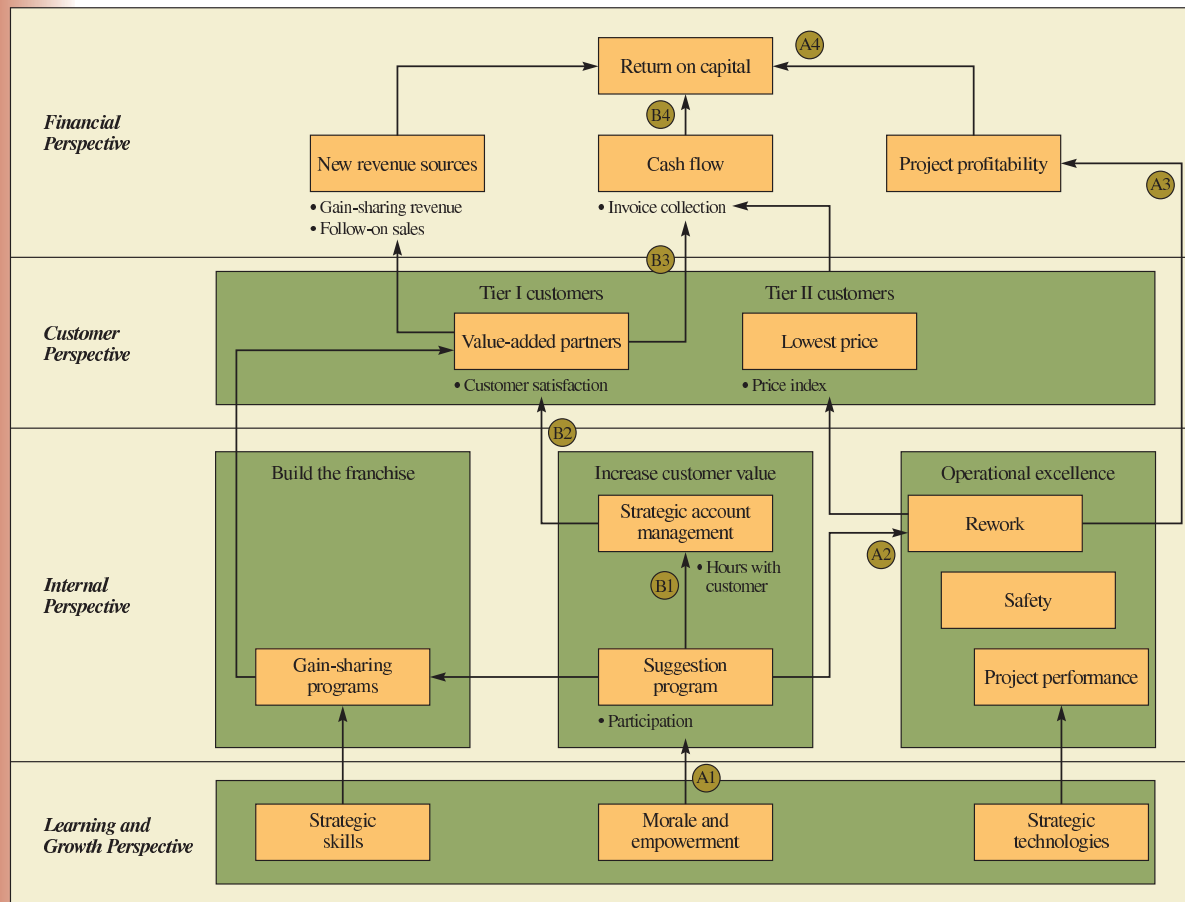 A4
Return on capital
Financial
Perspective
B4
New revenue sources
Cash flow
Project profitability
A3
• Gain-sharing revenue
• Follow-on sales
• Invoice collection
B3
Customer
Perspective
Tier I customers
Tier II customers
Value-added partners
Lowest price
• Customer satisfaction
• Price index
B2
Internal
Perspective
Build the franchise
Increase customer value
Operational excellence
Strategic account
management
Rework
A2
• Hours with
customer
B1
Safety
Gain-sharing
programs
Suggestion
program
Project performance
• Participation
A1
Learning and
Growth Perspective
Strategic
skills
Morale and
empowerment
Strategic
technologies